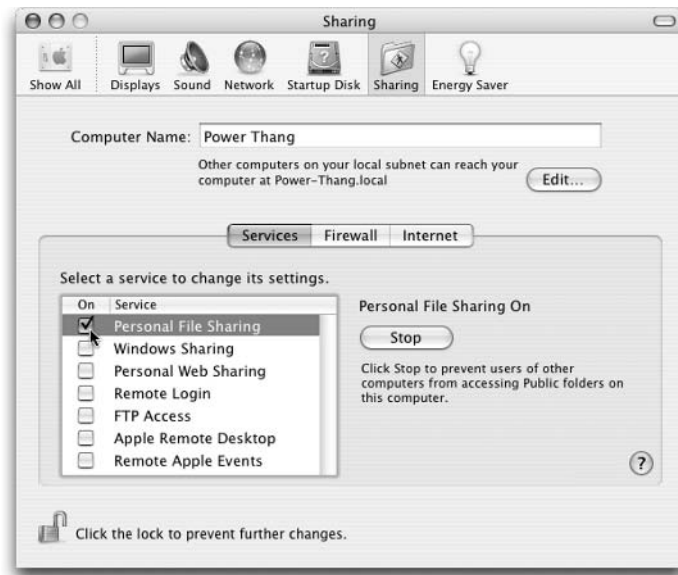 Sharing
Show All
Displays
Sound
Network
Startup Disk
Sharing
Energy Saver
Computer Name: Power Thang
Other computers on your local subnet can reach your
computer at Power-Thang.local
Edit...
Services
Firewall
Internet
Select a service to change its settings.
On Service
Personal File Sharing
Windows Sharing
Personal Web Sharing
Remote Login
FTP Access
Apple Remote Desktop
Remote Apple Events
Personal File Sharing On
Stop
Click Stop to prevent users of other
computers from accessing Public folders on
this computer.
?
Click the lock to prevent further changes.